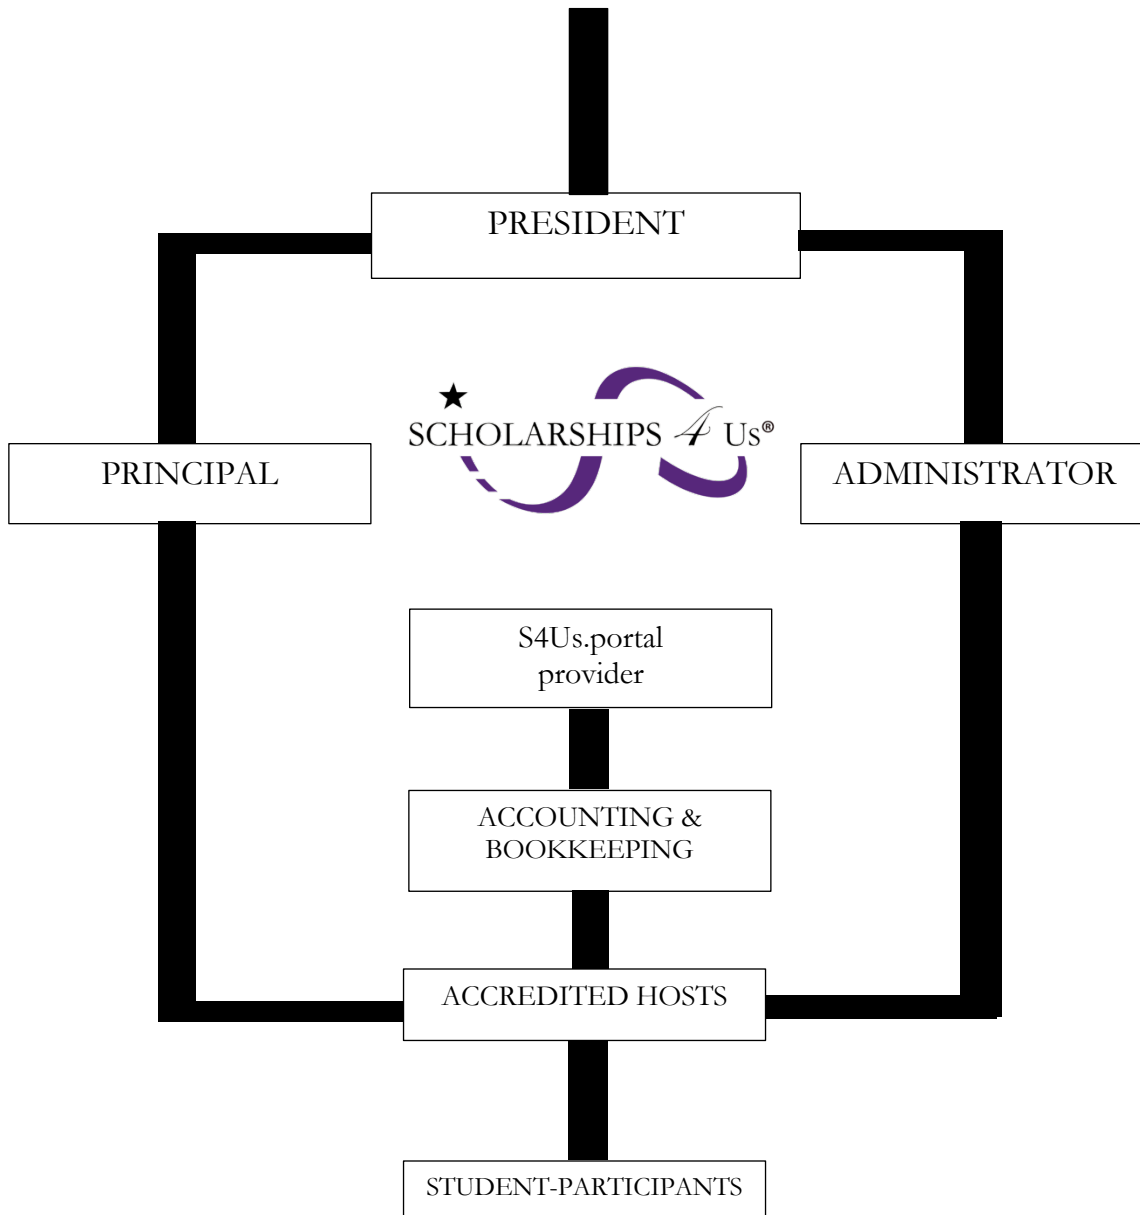 PRESIDENT
SCHOLARSHIPS 4 US®
PRINCIPAL
ADMINISTRATOR
S4Us.portal
provider
ACCOUNTING &
BOOKKEEPING
ACCREDITED HOSTS
STUDENT-PARTICIPANTS